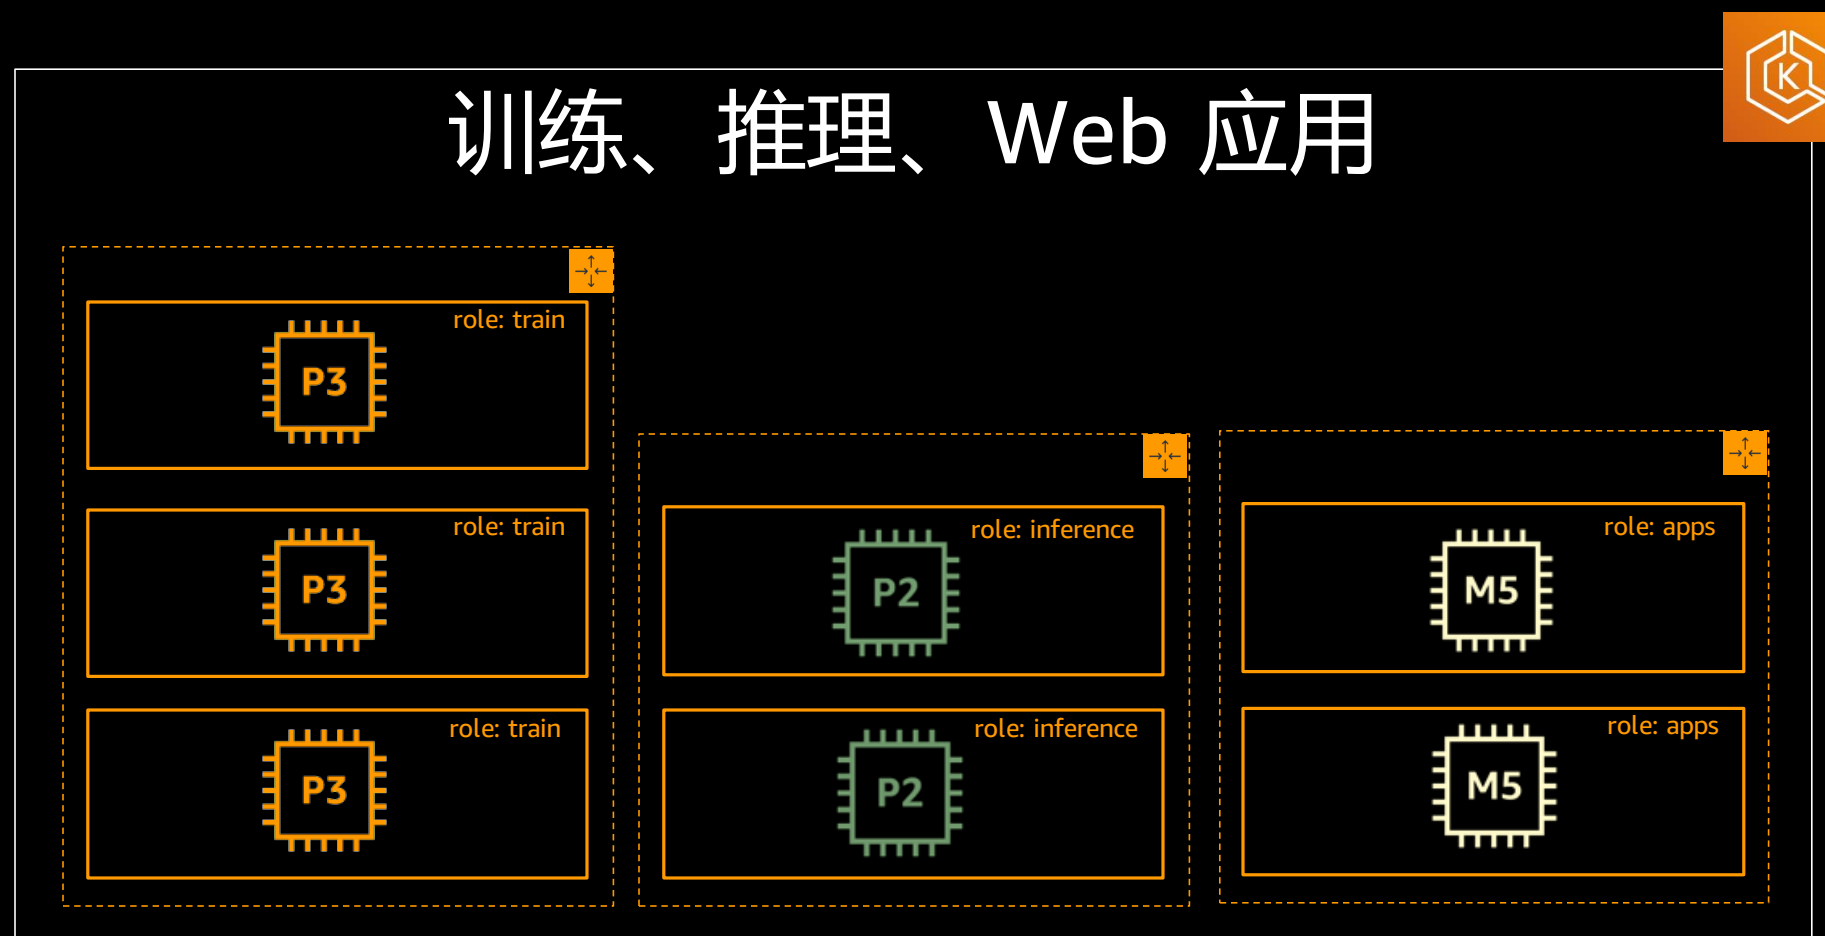 训练、推理、Web 应用
K
role: train
P3
role: train
P3
role: train
P3
role: inference
P2
role: inference
P2
role: apps
M5
role: apps
M5